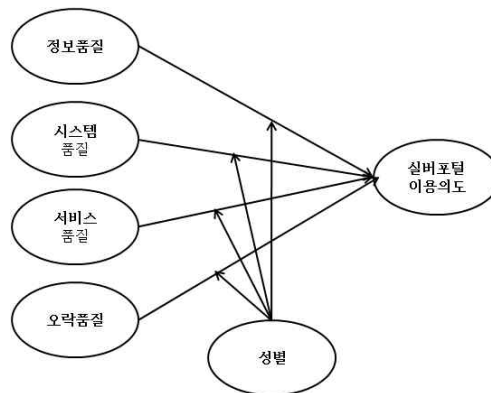 정보품질
시스템
품질
서비스
품질
오락품질
실버포털
이용의도
성별